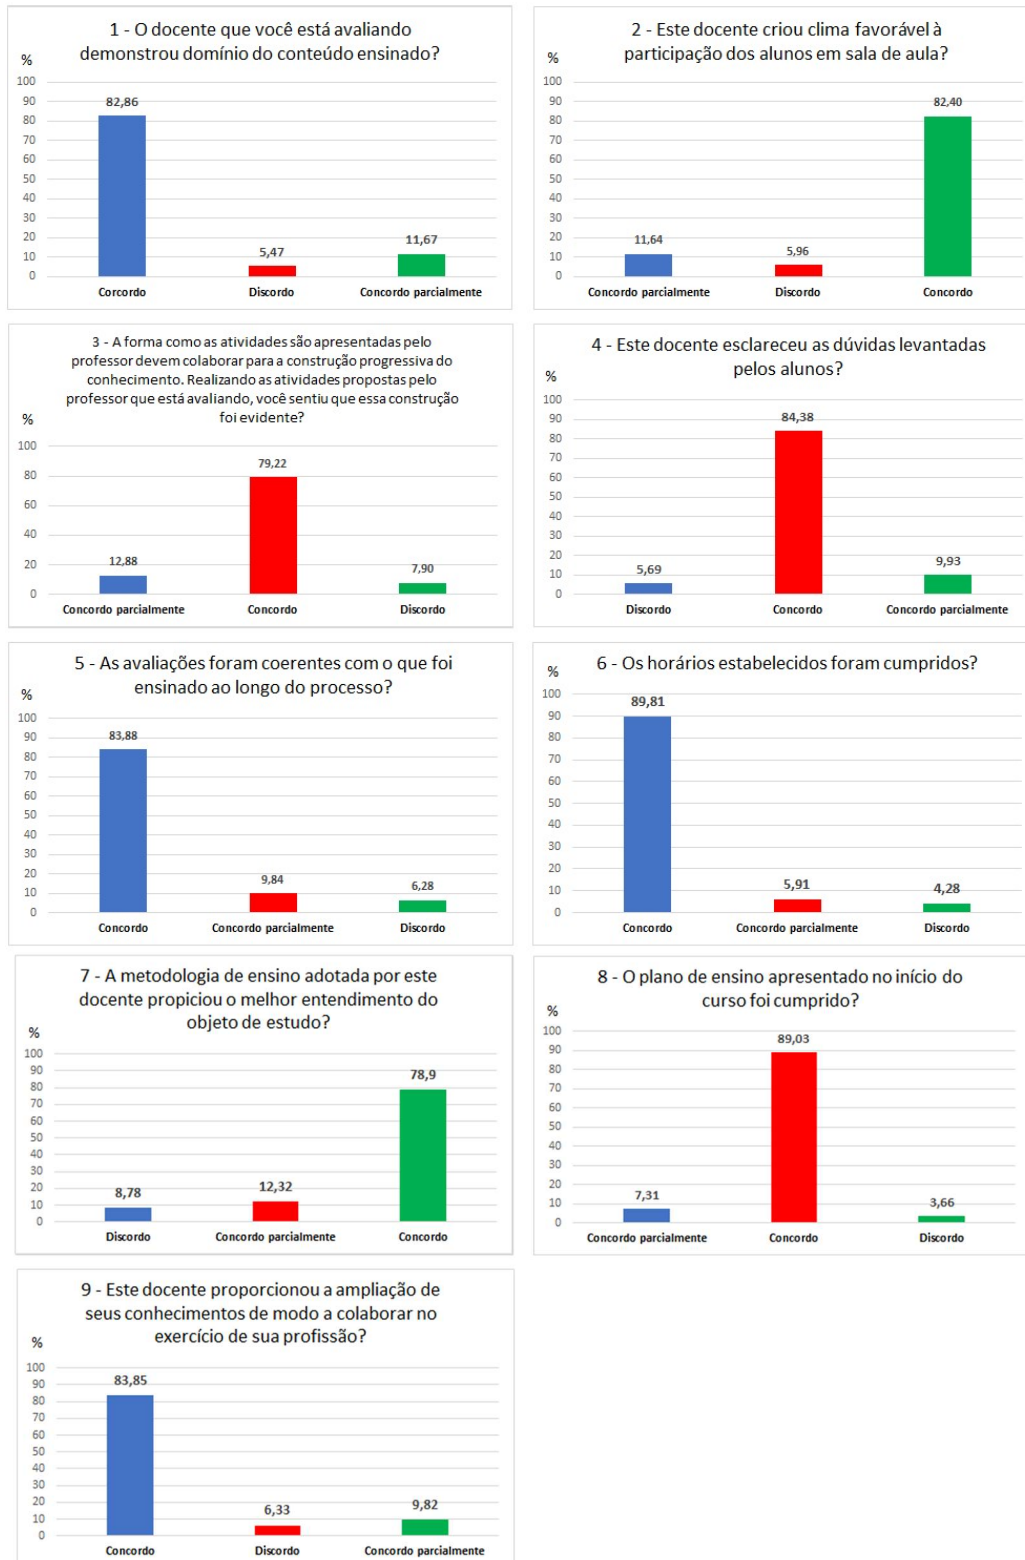 1 - O docente que você está avaliando
demonstrou domínio do conteúdo ensinado?
%
100
90
80
70
60
50
40
30
20
10
0
82,86
5,47
11,67
Corcordo
Discordo
Concordo parcialmente
2 - Este docente criou clima favorável à
participação dos alunos em sala de aula?
%
100
90
80
70
60
50
40
30
20
10
0
11,64
5,96
82,40
Concordo parcialmente
Discordo
Concordo
3 - A forma como as atividades são apresentadas pelo
professor devem colaborar para a construção progressiva do
conhecimento. Realizando as atividades propostas pelo
professor que está avaliando, você sentiu que essa construção
foi evidente?
%
100
80
60
40
20
0
12,88
79,22
7,90
Concordo parcialmente
Concordo
Discordo
4 - Este docente esclareceu as dúvidas levantadas
pelos alunos?
%
100
90
80
70
60
50
40
30
20
10
0
5,69
84,38
9,93
Discordo
Concordo
Concordo parcialmente
5 - As avaliações foram coerentes com o que foi
ensinado ao longo do processo?
%
100
90
80
70
60
50
40
30
20
10
0
83,88
9,84
6,28
Concordo
Concordo parcialmente
Discordo
6 - Os horários estabelecidos foram cumpridos?
%
100
90
80
70
60
50
40
30
20
10
0
89,81
5,91
4,28
Concordo
Concordo parcialmente
Discordo
7 - A metodologia de ensino adotada por este
docente propiciou o melhor entendimento do
objeto de estudo?
%
100
90
80
70
60
50
40
30
20
10
0
8,78
12,32
78,9
Discordo
Concordo parcialmente
Concordo
8 - O plano de ensino apresentado no início do
curso foi cumprido?
%
100
90
80
70
60
50
40
30
20
10
0
7,31
89,03
3,66
Concordo parcialmente
Concordo
Discordo
9 - Este docente proporcionou a ampliação de
seus conhecimentos de modo a colaborar no
exercício de sua profissão?
%
100
90
80
70
60
50
40
30
20
10
0
83,85
6,33
9,82
Concordo
Discordo
Concordo parcialmente